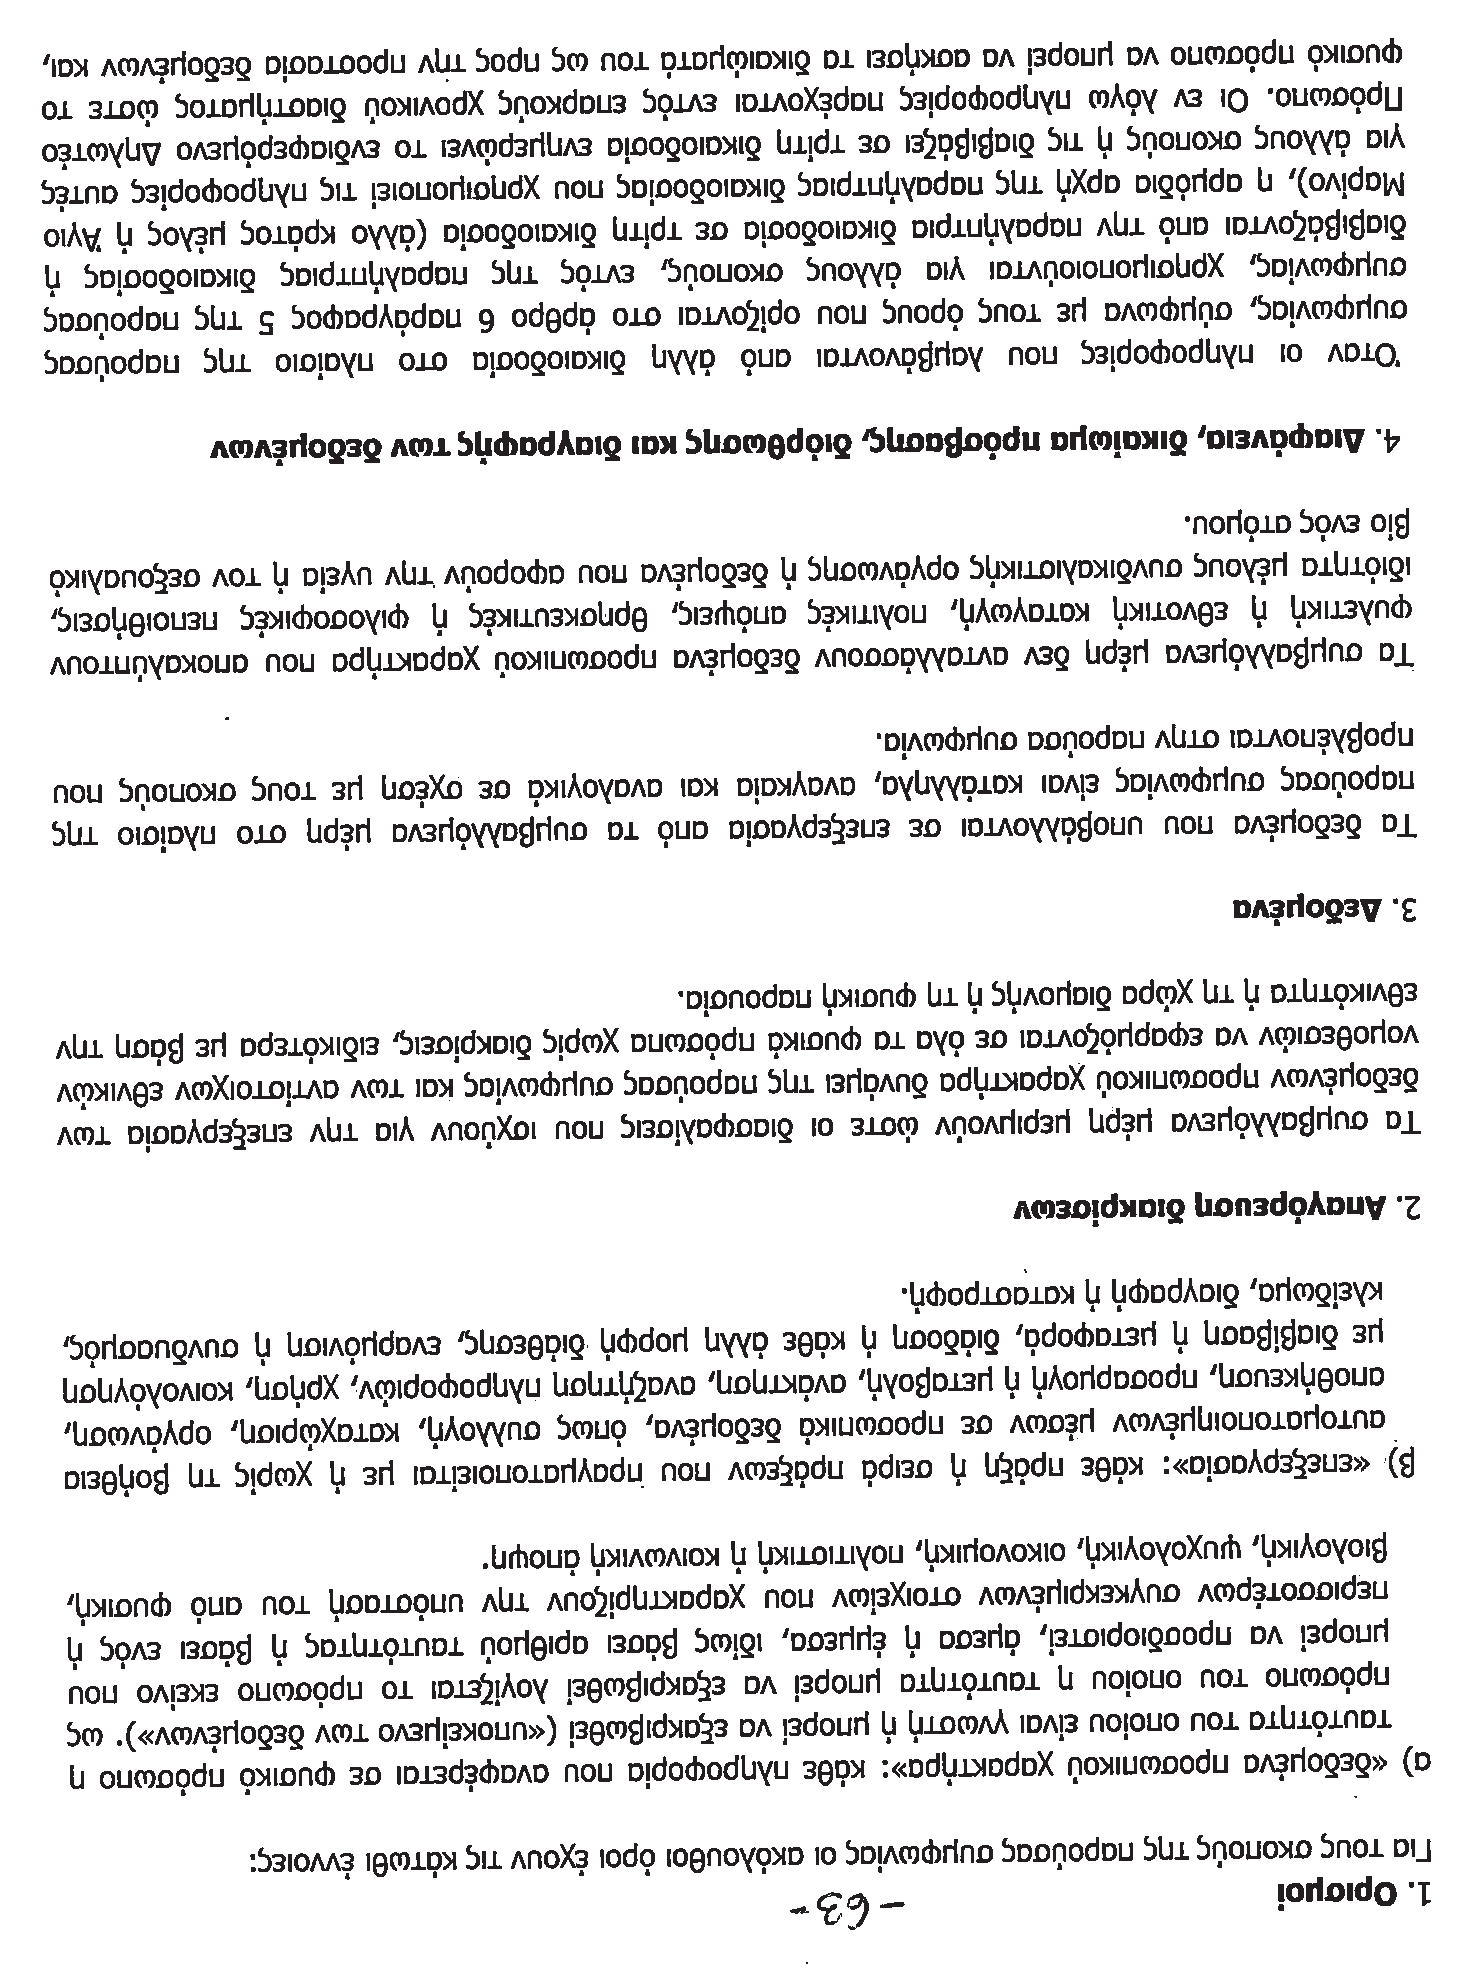 -63-
1. Ορισμοί
Για τους σκοπούς της παρούσας συμφωνίας οι ακόλουθοι όροι έχουν τις κάτωθι έννοιες:
α) «δεδομένα προσωπικού χαρακτήρα»: κάθε πληροφορία που αναφέρεται σε φυσικό πρόσωπο η
ταυτότητα του οποίου είναι γνωστή ή μπορεί να εξακριβωθεί («υποκείμενο των δεδομένων»). ως
πρόσωπο του οποίου η ταυτότητα μπορεί να εξακριβωθεί λογίζεται το πρόσωπο εκείνο που
μπορεί να προσδιοριστεί, άμεσα ή έμμεσα, ιδίως βάσει αριθμού ταυτότητας ή βάσει ενός ή
περισσοτέρων συγκεκριμένων στοιχείων που χαρακτηρίζουν την υπόστασή του από φυσική,
βιολογική, ψυχολογική, οικονομική, πολιτιστική ή κοινωνική άποψη.
β) «επεξεργασία»: κάθε πράξη ή σειρά πράξεων που πραγματοποιείται με ή χωρίς τη βοήθεια
αυτοματοποιημένων μέσων σε προσωπικά δεδομένα, όπως συλλογή, καταχώριση, οργάνωση,
αποθήκευση, προσαρμογή ή μεταβολή, ανάκτηση, αναζήτηση πληροφοριών, χρήση, κοινολόγηση
με διαβίβαση ή μεταφορά, διάδοση ή κάθε άλλη μορφή διάθεσης, εναρμόνιση ή συνδυασμός,
κλείδωμα, διαγραφή ή καταστροφή.
2. Απαγόρευση διακρίσεων
Τα συμβαλλόμενα μέρη μεριμνούν ώστε οι διασφαλίσεις που ισχύουν για την επεξεργασία των
δεδομένων προσωπικού χαρακτήρα δυνάμει της παρούσας συμφωνίας και των αντίστοιχων εθνικών
νομοθεσιών να εφαρμόζονται σε όλα τα φυσικά πρόσωπα χωρίς διακρίσεις, ειδικότερα με βάση την
εθνικότητα ή τη χώρα διαμονής ή τη φυσική παρουσία.
3. Δεδομένα
Τα δεδομένα που υποβάλλονται σε επεξεργασία από τα συμβαλλόμενα μέρη στο πλαίσιο της
παρούσας συμφωνίας είναι κατάλληλα, αναγκαία και αναλογικά σε σχέση με τους σκοπούς που
προβλέπονται στην παρούσα συμφωνία.
Τα συμβαλλόμενα μέρη δεν ανταλλάσσουν δεδομένα προσωπικού χαρακτήρα που αποκαλύπτουν
φυλετική ή εθνοτική καταγωγή, πολιτικές απόψεις, θρησκευτικές ή φιλοσοφικές πεποιθήσεις,
ιδιότητα μέλους συνδικαλιστικής οργάνωσης ή δεδομένα που αφορούν την υγεία ή τον σεξουαλικό
βίο ενός ατόμου.
4. Διαφάνεια, δικαίωμα πρόσβασης, διόρθωσης και διαγραφής των δεδομένων
Όταν οι πληροφορίες που λαμβάνονται από άλλη δικαιοδοσία στο πλαίσιο της παρούσας
συμφωνίας, σύμφωνα με τους όρους που ορίζονται στο άρθρο 6 παράγραφος 5 της παρούσας
συμφωνίας, χρησιμοποιούνται για άλλους σκοπούς, εντός της παραλήπτριας δικαιοδοσίας ή
διαβιβάζονται από την παραλήπτρια δικαιοδοσία σε τρίτη δικαιοδοσία (άλλο κράτος μέλος ή Άγιο
Μαρίνο), η αρμόδια αρχή της παραλήπτριας δικαιοδοσίας που χρησιμοποιεί τις πληροφορίες αυτές
για άλλους σκοπούς ή τις διαβιβάζει σε τρίτη δικαιοδοσία ενημερώνει το ενδιαφερόμενο Δηλωτέο
Πρόσωπο. Οι εν λόγω πληροφορίες παρέχονται εντός επαρκούς χρονικού διαστήματος ώστε το
φυσικό πρόσωπο να μπορεί να ασκήσει τα δικαιώματά του ως προς την προστασία δεδομένων και,